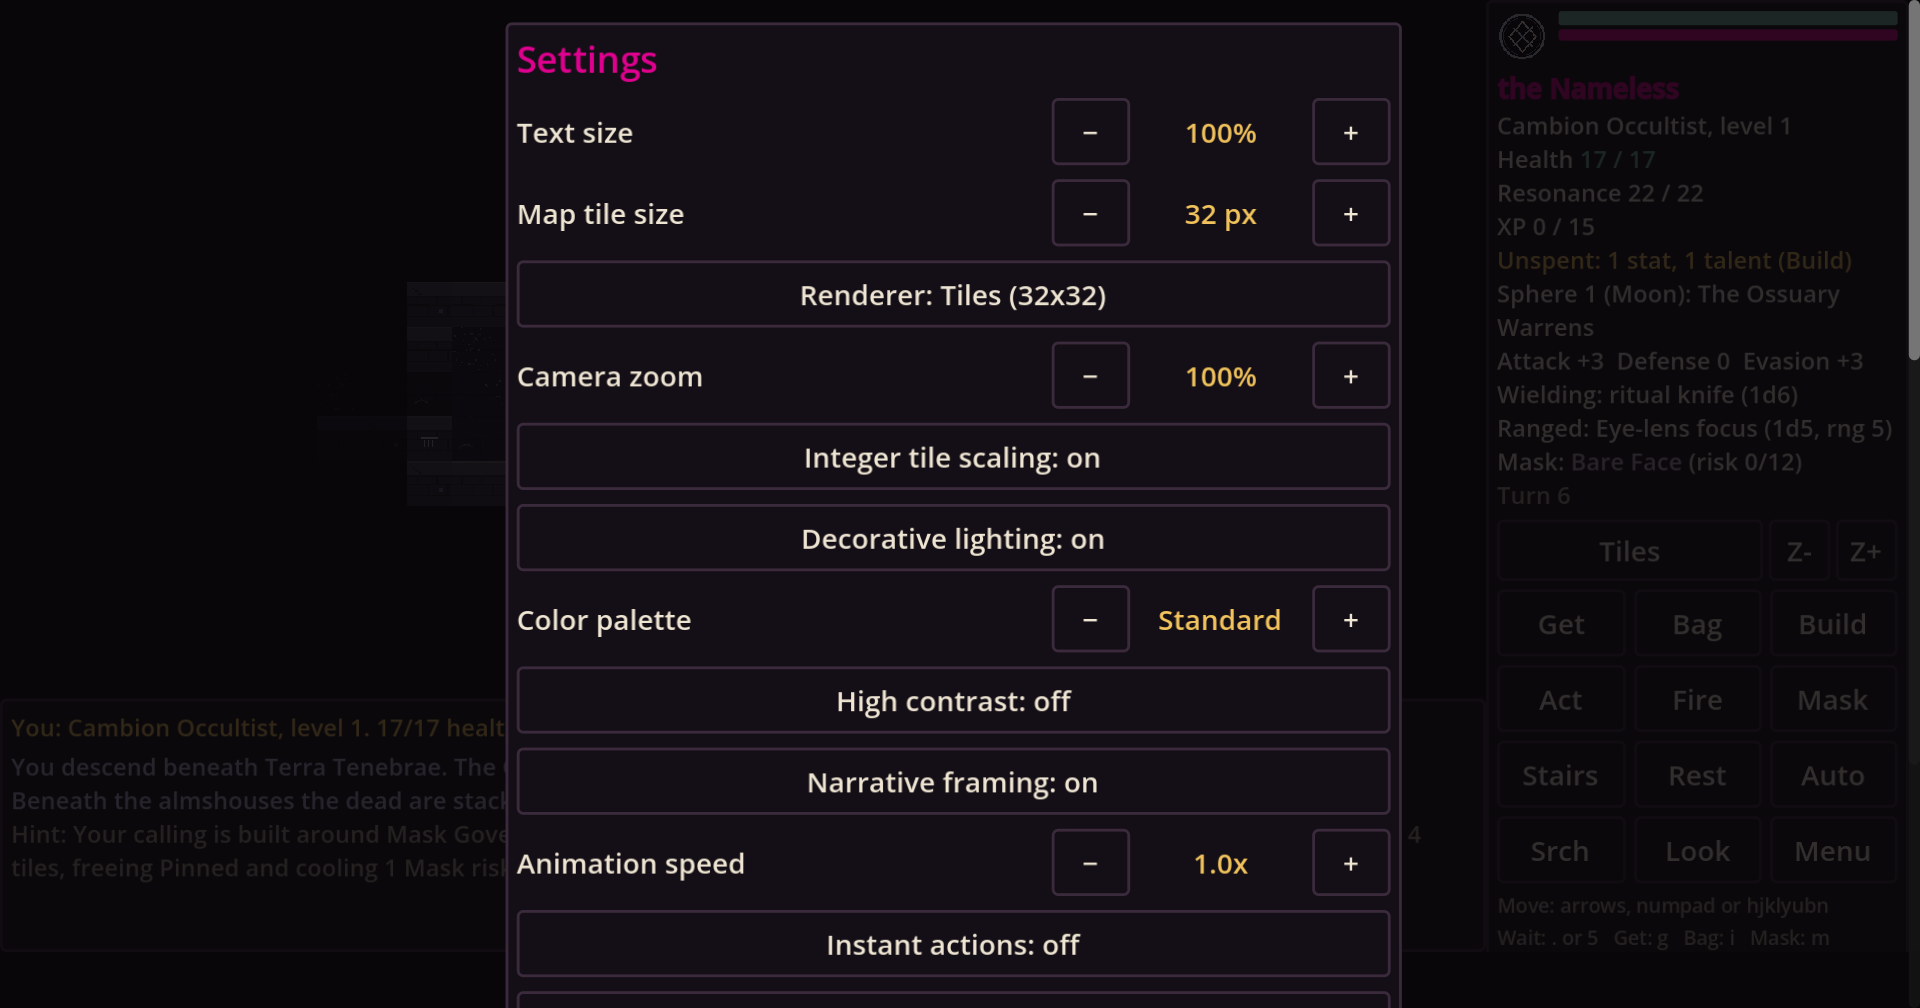 Settings
Text size
− 100% +
Map tile size
− 32 px +
Renderer: Tiles (32x32)
Camera zoom
− 100% +
Integer tile scaling: on
Decorative lighting: on
Color palette
− Standard +
High contrast: off
Narrative framing: on
Animation speed
− 1.0x +
Instant actions: off
the Nameless
Cambion Occultist, level 1
Health 17 / 17
Resonance 22 / 22
XP 0 / 15
Unspent: 1 stat, 1 talent (Build)
Sphere 1 (Moon): The Ossuary
Warrens
Attack +3 Defense 0 Evasion +3
Wielding: ritual knife (1d6)
Ranged: Eye-lens focus (1d5, rng 5)
Mask: Bare Face (risk 0/12)
Turn 6
Tiles Z- Z+
Get Bag Build
Act Fire Mask
Stairs Rest Auto
Srch Look Menu
Move: arrows, numpad or hjklyubn
Wait: . or 5 Get: g Bag: i Mask: m
You: Cambion Occultist, level 1. 17/17
You descend beneath Terra Tenebrae. The
Beneath the almshouses the dead are
Hint: Your calling is built around Mask
4
tiles, freeing Pinned and cooling 1 Mask